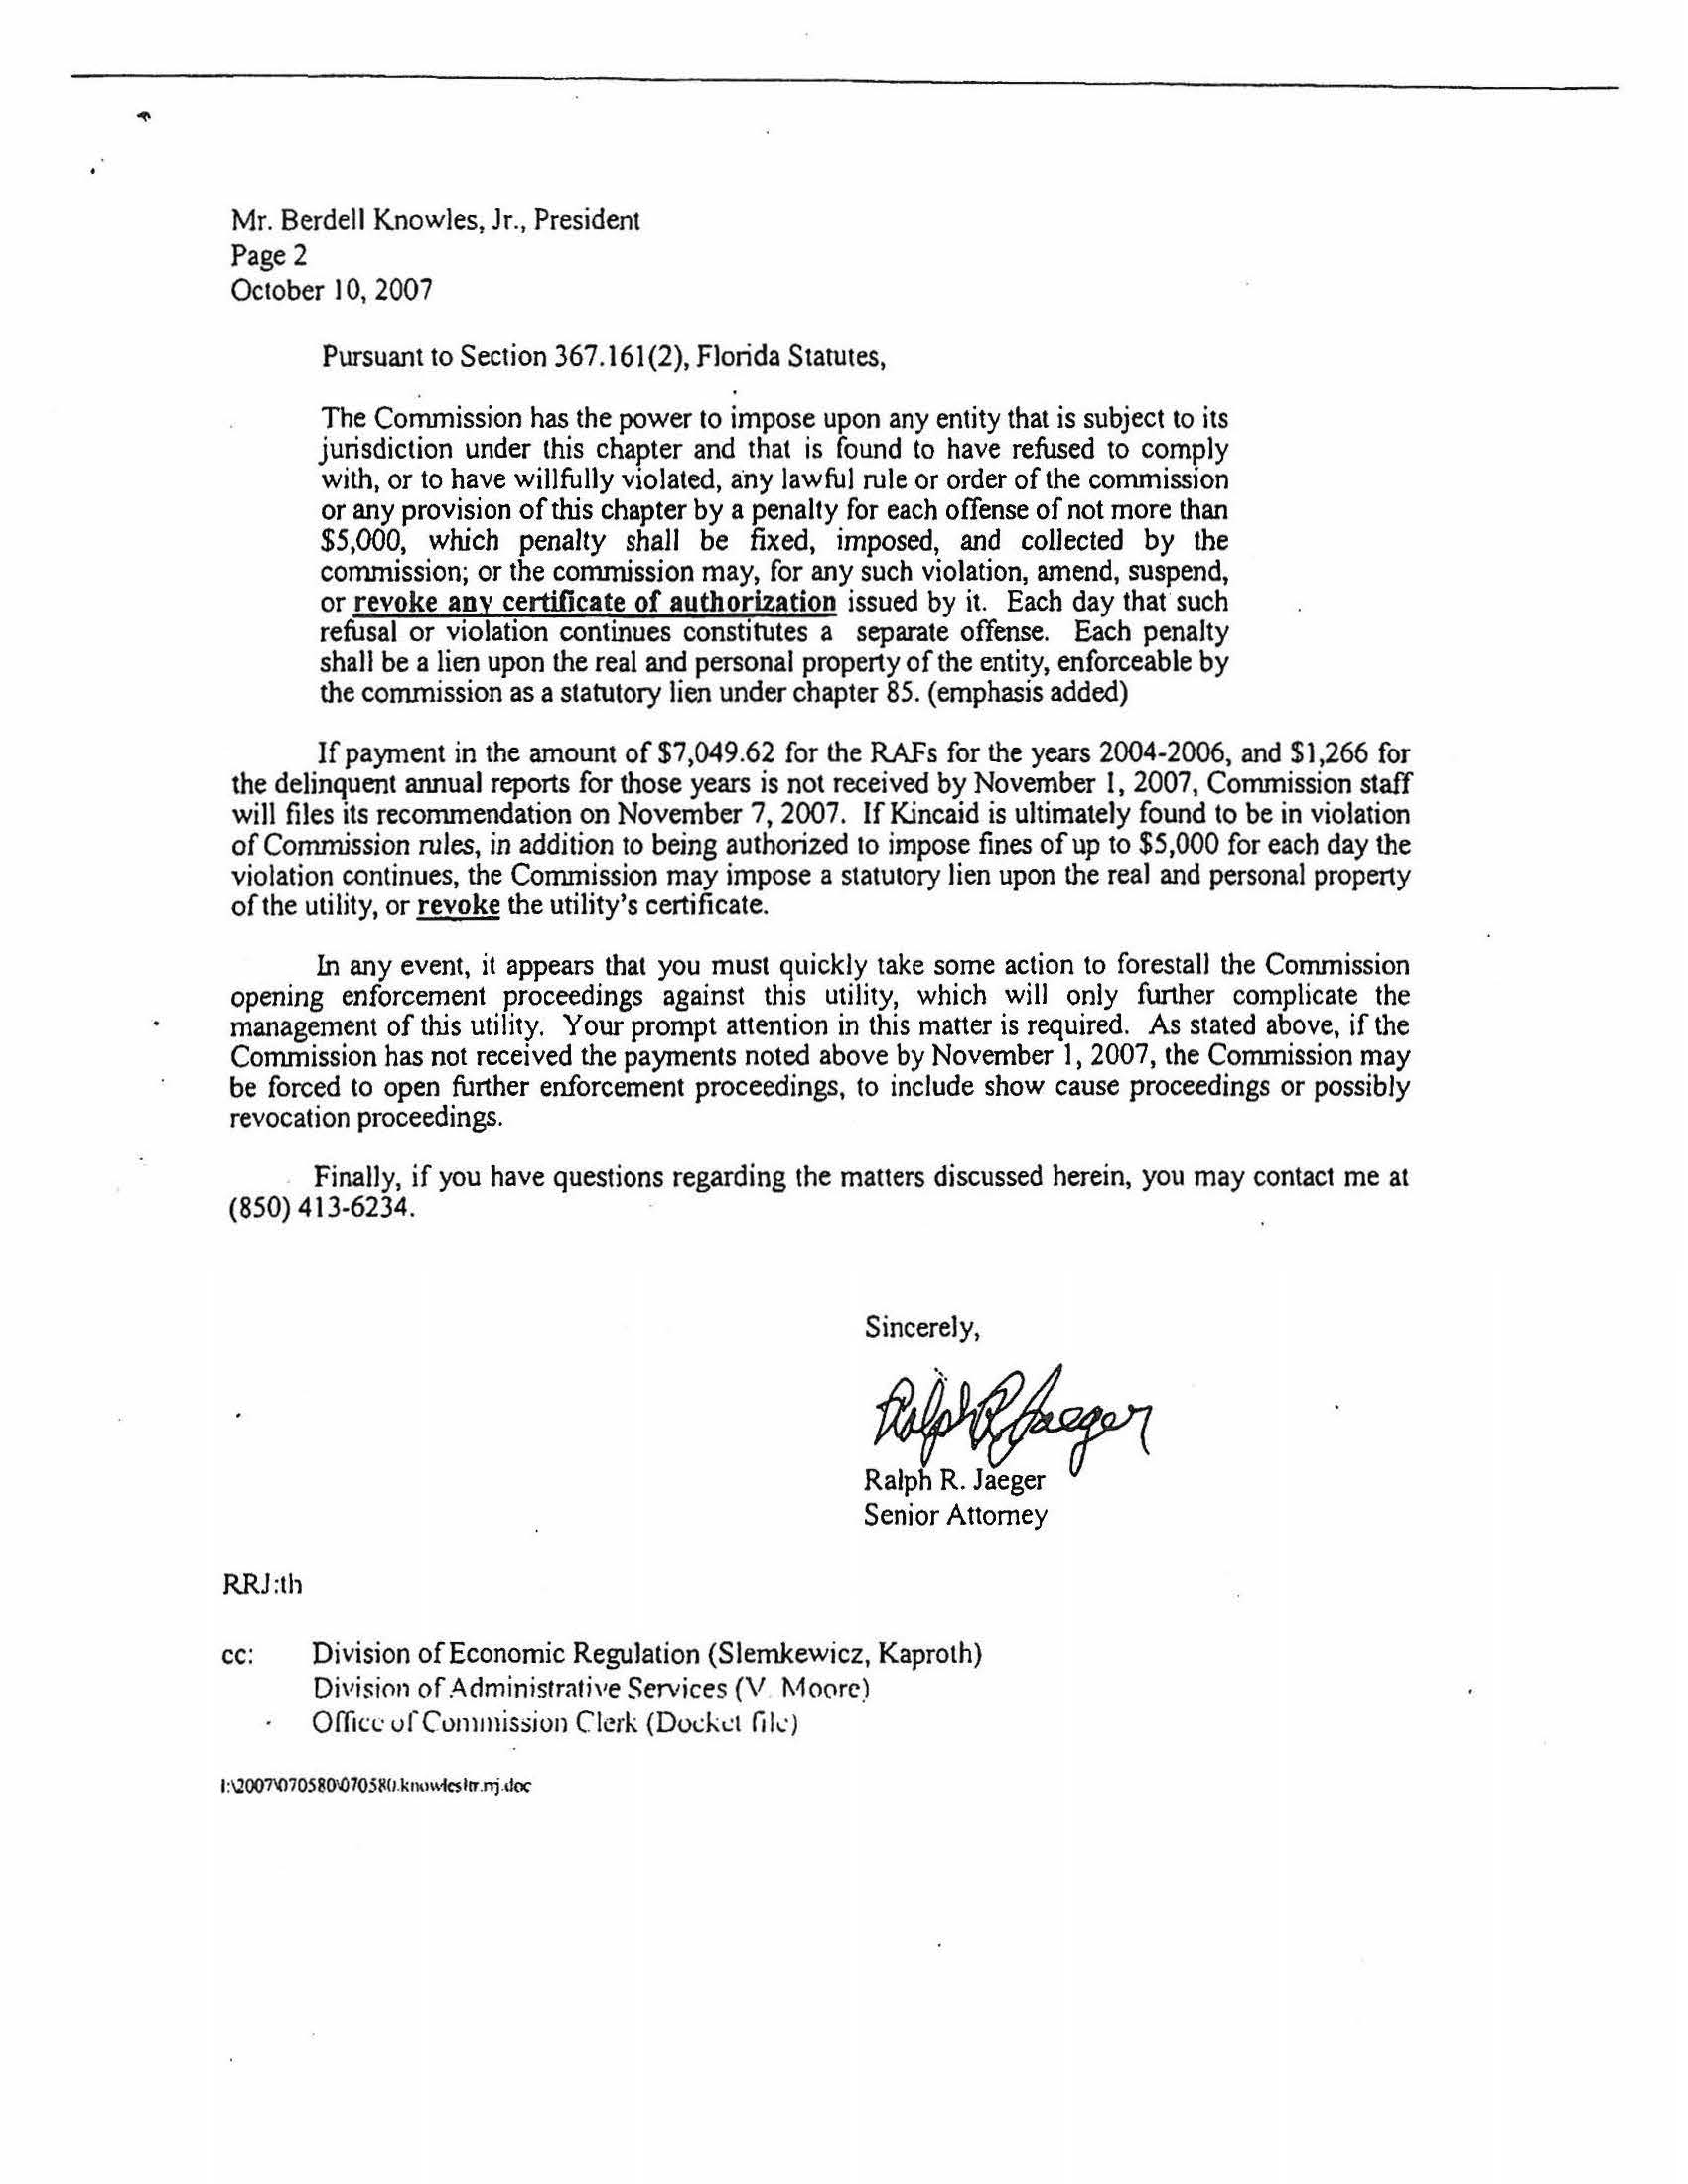 Mr. Berdell Knowles, Jr., President
Page 2
October 10, 2007
Pursuant to Section 367.161(2), Florida Statutes,
The Commission has the power to impose upon any entity that is subject to its
jurisdiction under this chapter and that is found to have refused to comply
with, or to have willfully violated, any lawful rule or order of the commission
or any provision of this chapter by a penalty for each offense of not more than
$5,000, which penalty shall be fixed, imposed, and collected by the
commission; or the commission may, for any such violation, amend, suspend,
or revoke any certificate of authorization issued by it. Each day that such
refusal or violation continues constitutes a separate offense. Each penalty
shall be a lien upon the real and personal property of the entity, enforceable by
the commission as a statutory lien under chapter 85. (emphasis added)
If payment in the amount of $7,049.62 for the RAFs for the years 2004-2006, and $1,266 for
the delinquent annual reports for those years is not received by November 1, 2007, Commission staff
will files its recommendation on November 7, 2007. If Kincaid is ultimately found to be in violation
of Commission rules, in addition to being authorized to impose fines of up to $5,000 for each day the
violation continues, the Commission may impose a statutory lien upon the real and personal property
of the utility, or revoke the utility's certificate.
In any event, it appears that you must quickly take some action to forestall the Commission
opening enforcement proceedings against this utility, which will only further complicate the
management of this utility. Your prompt attention in this matter is required. As stated above, if the
Commission has not received the payments noted above by November 1, 2007, the Commission may
be forced to open further enforcement proceedings, to include show cause proceedings or possibly
revocation proceedings.
Finally, if you have questions regarding the matters discussed herein, you may contact me at
(850) 413-6234.
Sincerely,
Ralph R Jaeger
Ralph R. Jaeger
Senior Attorney
RRJ:th
cc: Division of Economic Regulation (Slemkewicz, Kaproth)
Division of Administrative Services (V. Moore)
Office of Commission Clerk (Docket file)
I:\2007\070580\070580.knowlesltr.rrj.doc